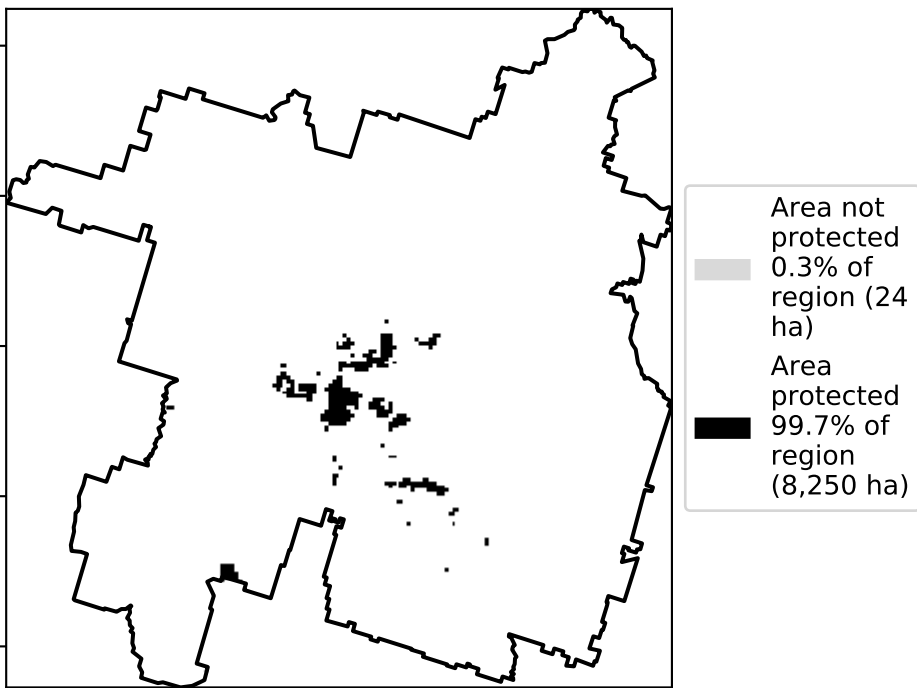 Area not
protected
0.3% of
region (24
ha)
Area
protected
99.7% of
region
(8,250 ha)